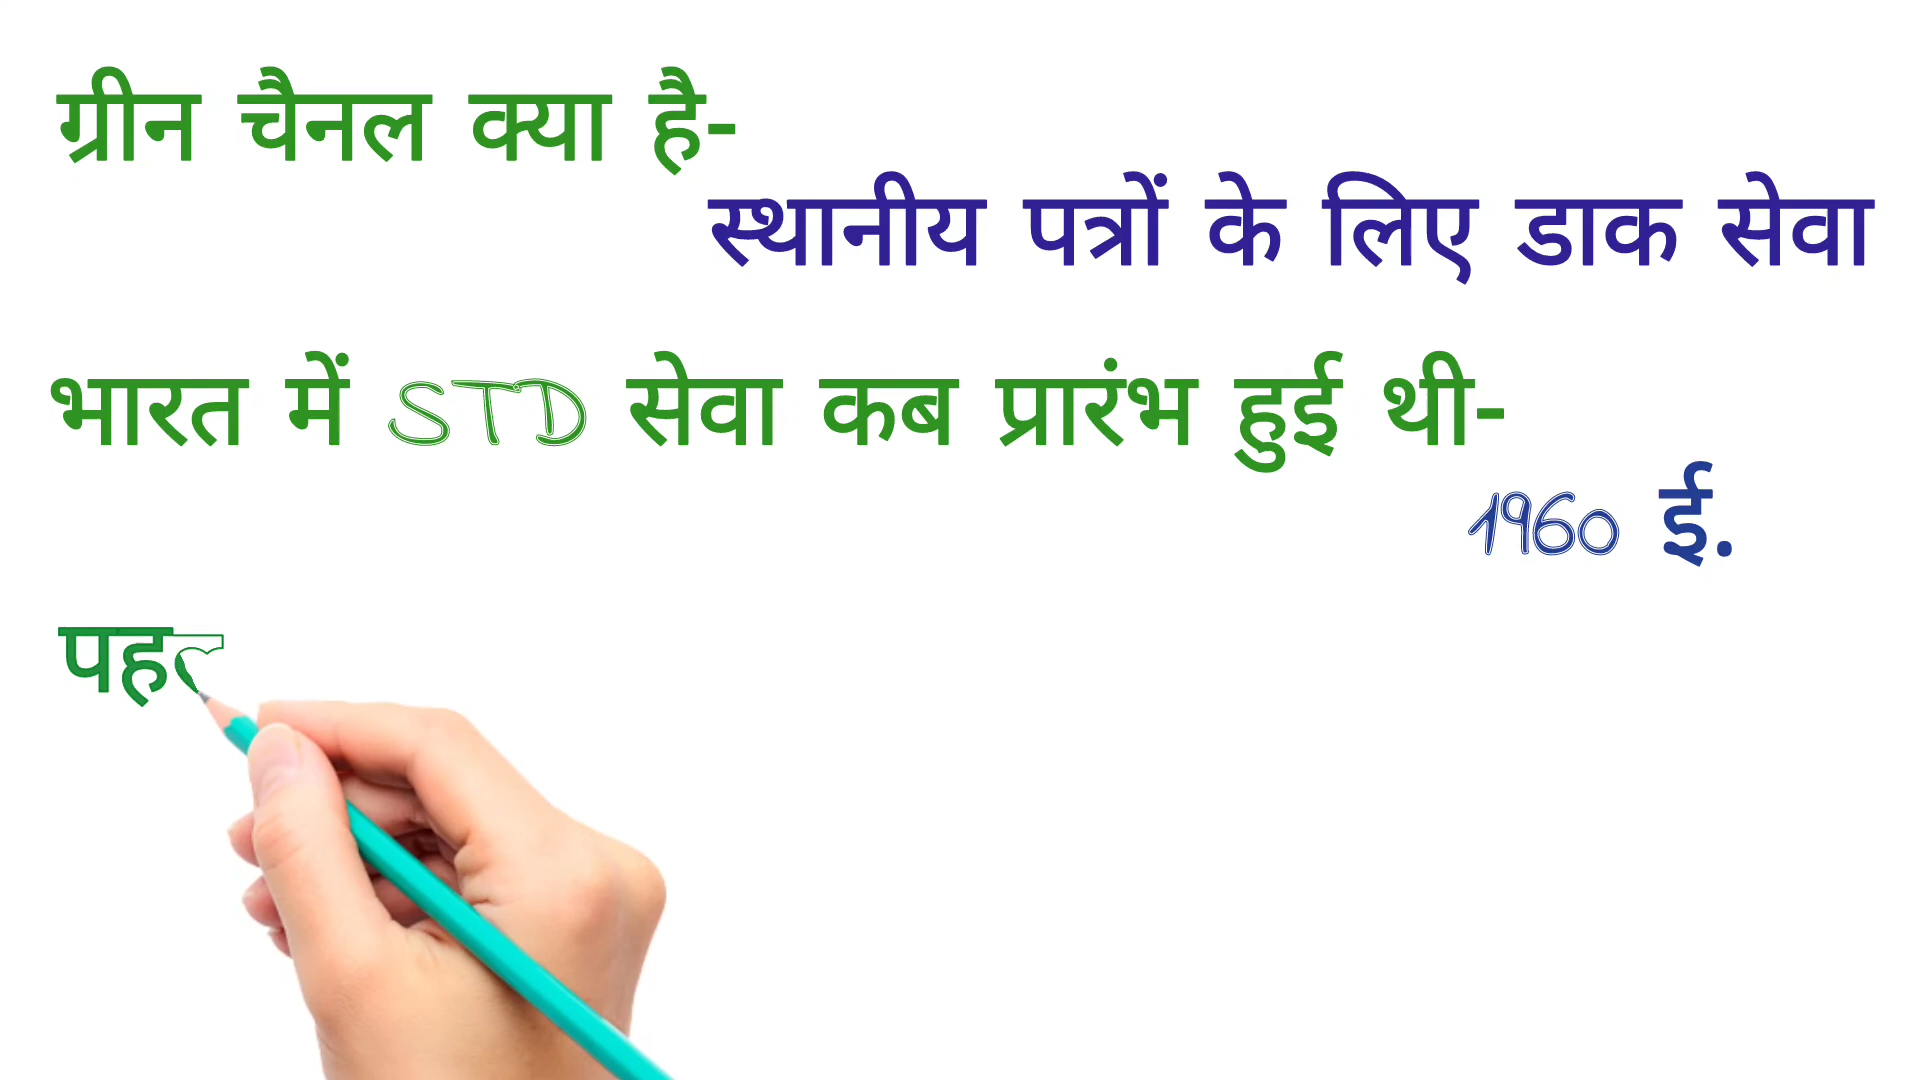 ग्रीन चैनल क्या है-
स्थानीय पत्रों के लिए डाक सेवा
भारत में STD सेवा कब प्रारंभ हुई थी-
1960 ई.